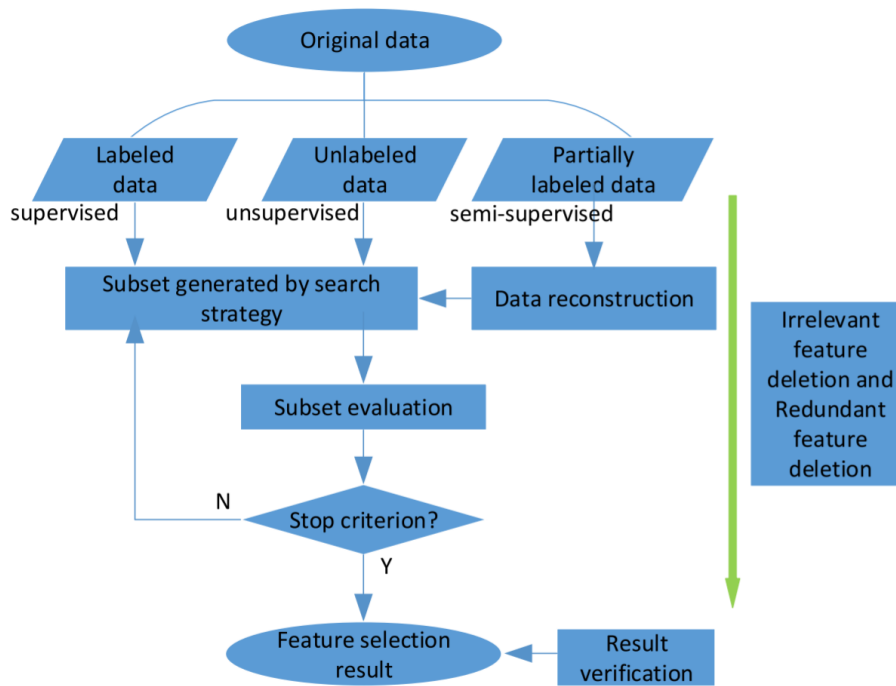 Original data
Labeled
data
Unlabeled
data
Partially
labeled data
supervised
unsupervised
semi-supervised
Subset generated by search
strategy
Data reconstruction
Irrelevant
feature
deletion and
Redundant
feature
deletion
Subset evaluation
N
Stop criterion?
Y
Feature selection
result
Result
verification